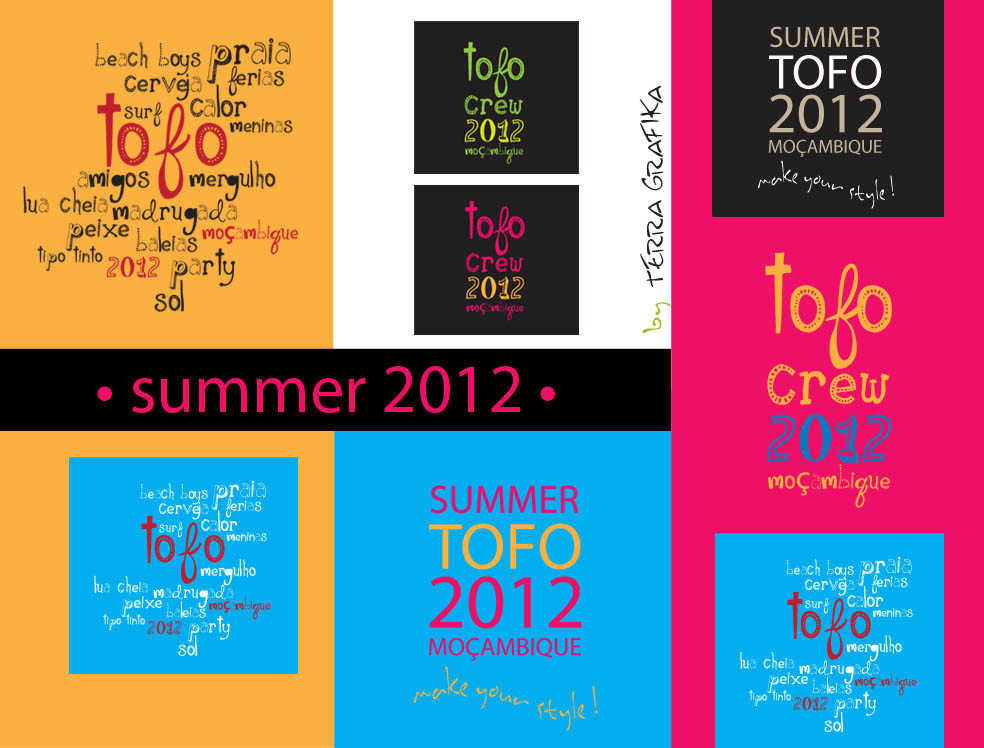 beach boys praia
cerveja ferias
surf calor
meninas
tofo
amigos mergulho
lua cheia madrugada
peixe baleias moçambique
tipo tinto 2012 party
sol
tofo
crew
2012
moçambique
tofo
crew
2012
moçambique
by TERRA GRAFIKA
SUMMER
TOFO
2012
MOÇAMBIQUE
make your style!
tofo
crew
2012
moçambique
• summer 2012 •
beach boys praia
cerveja ferias
surf calor
meninas
tofo
mergulho
lua cheia madrugada
peixe baleias moçambique
tipo tinto 2012 party
sol
SUMMER
TOFO
2012
MOÇAMBIQUE
make your style!
beach boys praia
cerveja ferias
surf calor
meninas
tofo
mergulho
lua cheia madrugada
peixe baleias moçambique
tipo tinto 2012 party
sol